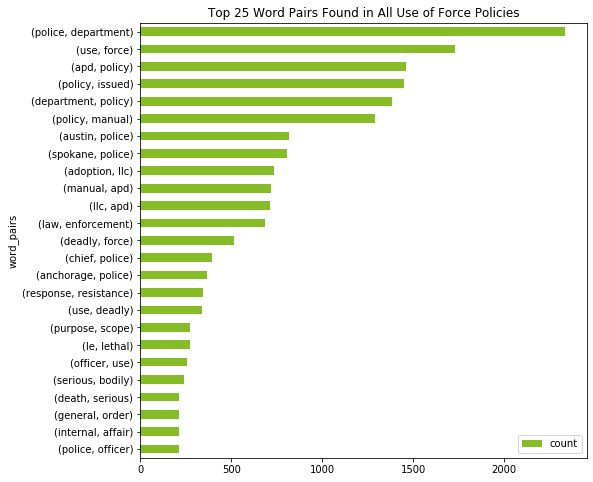 Top 25 Word Pairs Found in All Use of Force Policies
(police, department)
(use, force)
(apd, policy)
(policy, issued)
(department, policy)
(policy, manual)
(austin, police)
(spokane, police)
(adoption, llc)
(manual, apd)
(llc, apd)
(law, enforcement)
(deadly, force)
(chief, police)
(anchorage, police)
(response, resistance)
(use, deadly)
(purpose, scope)
(le, lethal)
(officer, use)
(serious, bodily)
(death, serious)
(general, order)
(internal, affair)
(police, officer)
word_pairs
count
0 500 1000 1500 2000